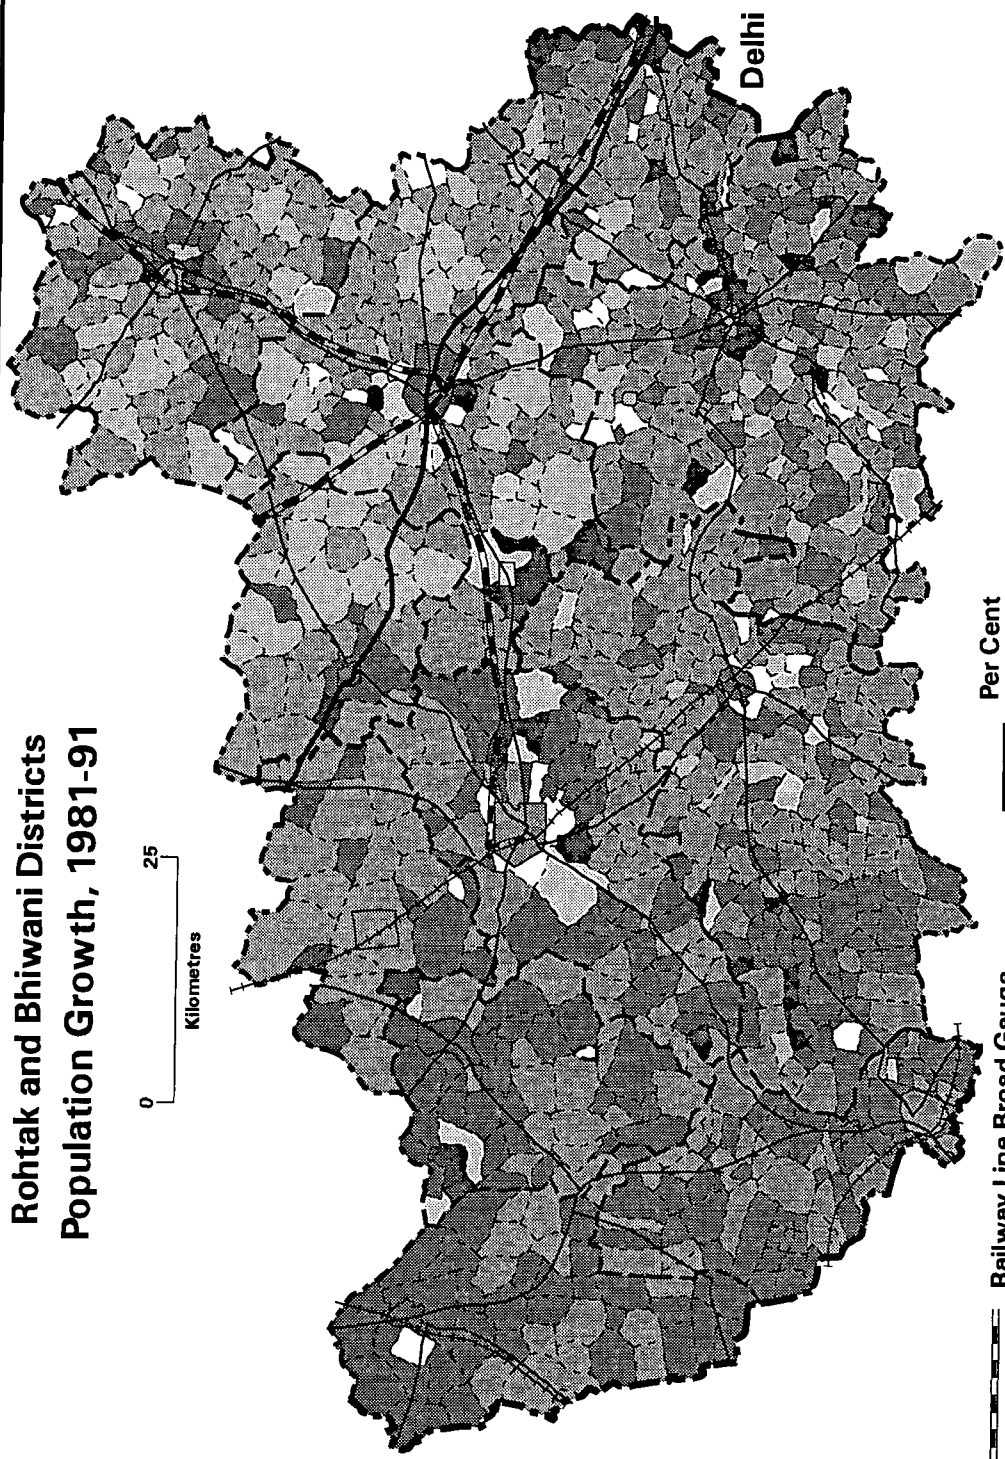 Rohtak and Bhiwani Districts
Population Growth, 1981-91
0 25
Kilometres
Delhi
Railway Line Broad Gauge
Per Cent